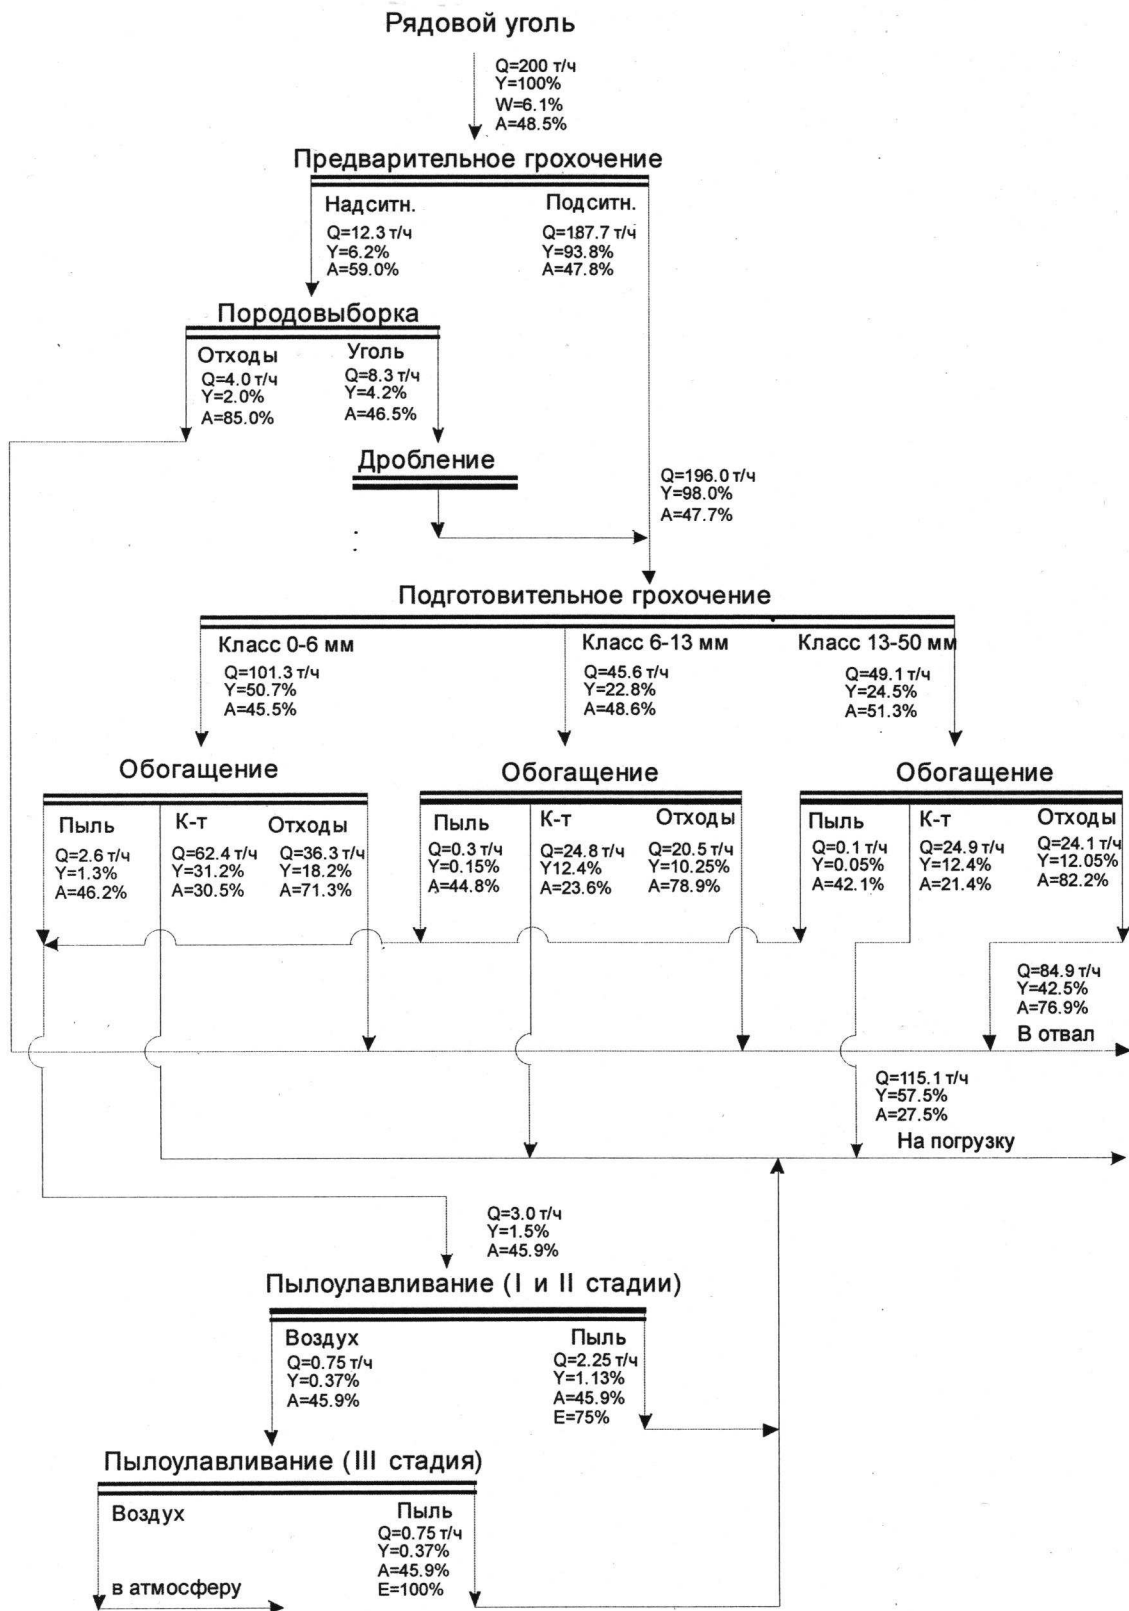 Рядовой уголь
Q=200 т/ч
Y=100%
W=6.1%
A=48.5%
Предварительное грохочение
Надситн.
Q=12.3 т/ч
Y=6.2%
A=59.0%
Подситн.
Q=187.7 т/ч
Y=93.8%
A=47.8%
Породовыборка
Отходы
Q=4.0 т/ч
Y=2.0%
A=85.0%
Уголь
Q=8.3 т/ч
Y=4.2%
A=46.5%
Дробление
Q=196.0 т/ч
Y=98.0%
A=47.7%
Подготовительное грохочение
Класс 0-6 мм
Q=101.3 т/ч
Y=50.7%
A=45.5%
Класс 6-13 мм
Q=45.6 т/ч
Y=22.8%
A=48.6%
Класс 13-50 мм
Q=49.1 т/ч
Y=24.5%
A=51.3%
Обогащение
Пыль
Q=2.6 т/ч
Y=1.3%
A=46.2%
К-т
Q=62.4 т/ч
Y=31.2%
A=30.5%
Отходы
Q=36.3 т/ч
Y=18.2%
A=71.3%
Обогащение
Пыль
Q=0.3 т/ч
Y=0.15%
A=44.8%
К-т
Q=24.8 т/ч
Y12.4%
A=23.6%
Отходы
Q=20.5 т/ч
Y=10.25%
A=78.9%
Обогащение
Пыль
Q=0.1 т/ч
Y=0.05%
A=42.1%
К-т
Q=24.9 т/ч
Y=12.4%
A=21.4%
Отходы
Q=24.1 т/ч
Y=12.05%
A=82.2%
Q=84.9 т/ч
Y=42.5%
A=76.9%
В отвал
Q=115.1 т/ч
Y=57.5%
A=27.5%
На погрузку
Q=3.0 т/ч
Y=1.5%
A=45.9%
Пылоулавливание (I и II стадии)
Воздух
Q=0.75 т/ч
Y=0.37%
A=45.9%
Пыль
Q=2.25 т/ч
Y=1.13%
A=45.9%
E=75%
Пылоулавливание (III стадия)
Воздух
в атмосферу
Пыль
Q=0.75 т/ч
Y=0.37%
A=45.9%
E=100%